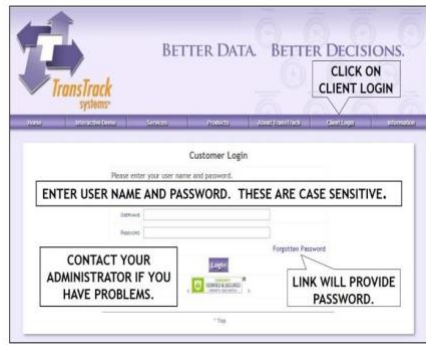 BETTER DATA. BETTER DECISIONS.
TransTrack
systems
CLICK ON
CLIENT LOGIN
Home Interactive Demo Services Products About TransTrack Client Login Information
Customer Login
Please enter your user name and password.
ENTER USER NAME AND PASSWORD. THESE ARE CASE SENSITIVE.
Username
Password
Forgotten Password
Login
CONTACT YOUR
ADMINISTRATOR IF YOU
HAVE PROBLEMS.
VERIFIED & SECURED
LINK WILL PROVIDE
PASSWORD.
^ Top